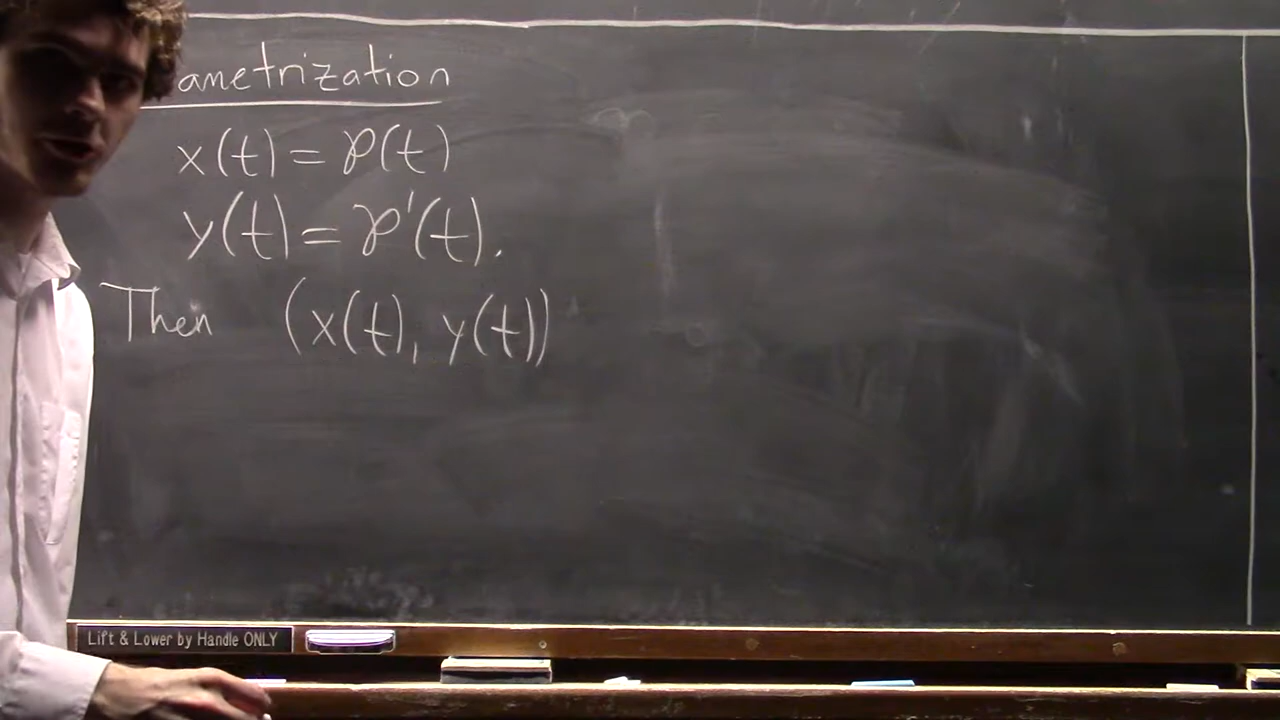 ametrization
x(t) = ℘(t)
y(t) = ℘'(t).
Then (x(t), y(t))
Lift & Lower by Handle ONLY